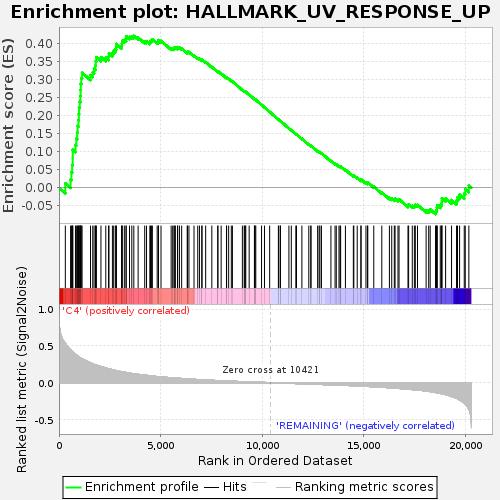 Enrichment plot: HALLMARK_UV_RESPONSE_UP
Enrichment score (ES)
0.40
0.35
0.30
0.25
0.20
0.15
0.10
0.05
0.00
-0.05
Ranked list metric (Signal2Noise)
1.0
0.5
0.0
-0.5
'C4' (positively correlated)
Zero cross at 10421
'REMAINING' (negatively correlated)
0
5,000
10,000
15,000
20,000
Rank in Ordered Dataset
Enrichment profile
Hits
Ranking metric scores